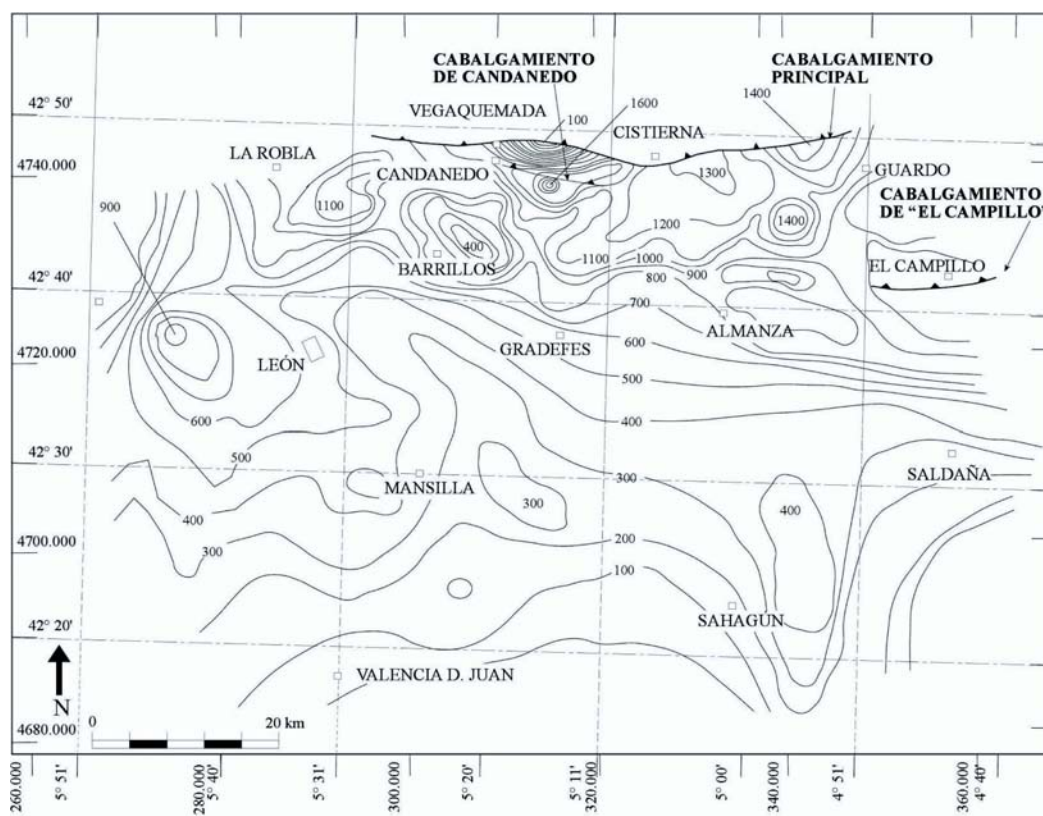 CABALGAMIENTO
DE CANDANEDO
CABALGAMIENTO
PRINCIPAL
42° 50'
VEGAQUEMADA
1600
1400
100
CISTIERNA
LA ROBLA
4740.000
CANDANEDO
1300
GUARDO
CABALGAMIENTO
DE "EL CAMPILLO"
900
1100
1400
1200
400
BARRILLOS
1100
1000
800
900
EL CAMPILLO
42° 40'
700
ALMANZA
GRADEFES
600
4720.000
LEÓN
500
600
400
42° 30'
500
MANSILLA
300
300
SALDAÑA
400
400
4700.000
300
200
100
SAHAGÚN
42° 20'
VALENCIA D. JUAN
N
0
20 km
4680.000
260.000
5° 51'
280.000
5° 40'
5° 31'
300.000
5° 20'
5° 11'
320.000
5° 00'
340.000
4° 51'
360.000
4° 40'